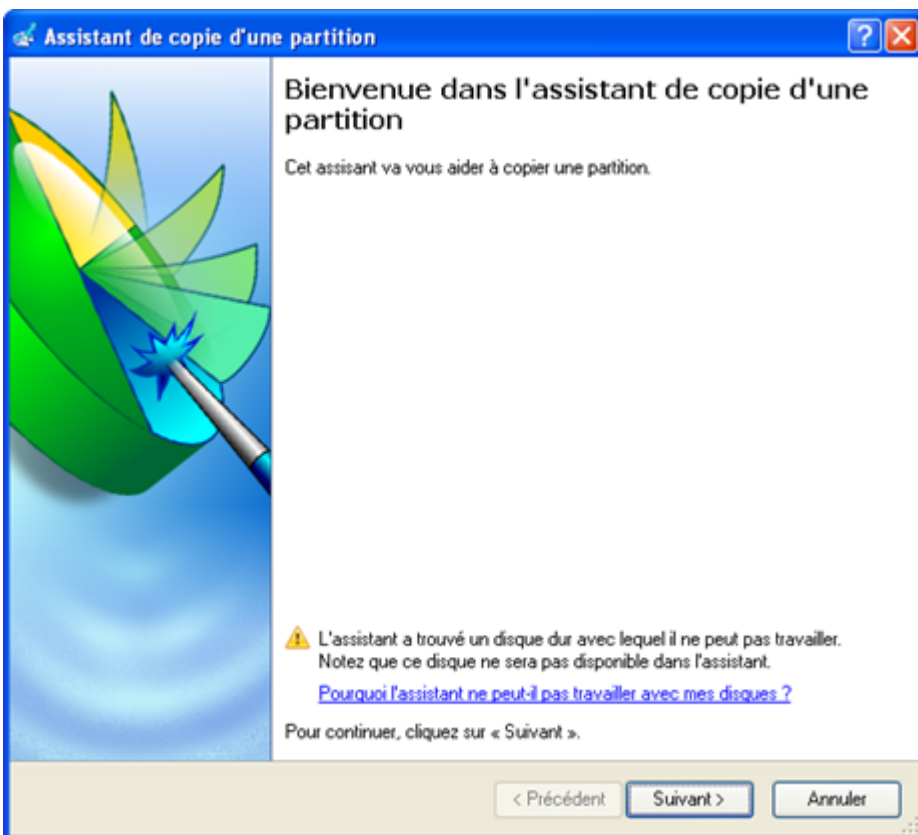 Assistant de copie d'une partition
Bienvenue dans l'assistant de copie d'une
partition
Cet assisant va vous aider à copier une partition.
L'assistant a trouvé un disque dur avec lequel il ne peut pas travailler.
Notez que ce disque ne sera pas disponible dans l'assistant.
Pourquoi l'assistant ne peut-il pas travailler avec mes disques ?
Pour continuer, cliquez sur « Suivant ».
< Précédent Suivant > Annuler